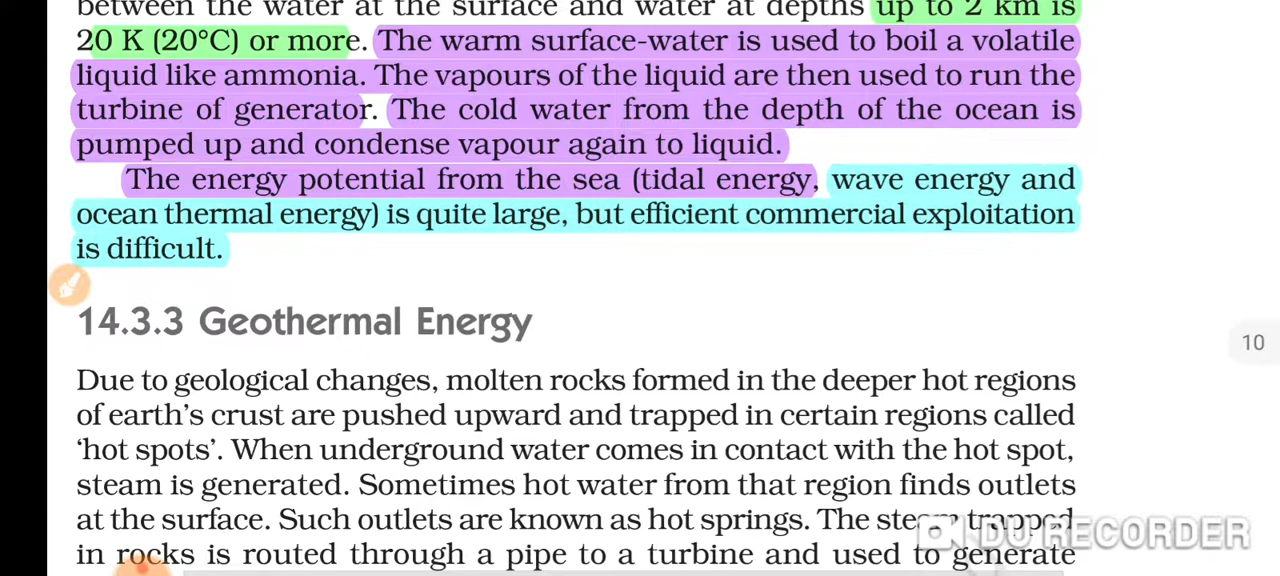 between the water at the surface and water at depths up to 2 km is
20 K (20°C) or more. The warm surface-water is used to boil a volatile
liquid like ammonia. The vapours of the liquid are then used to run the
turbine of generator. The cold water from the depth of the ocean is
pumped up and condense vapour again to liquid.
The energy potential from the sea (tidal energy, wave energy and
ocean thermal energy) is quite large, but efficient commercial exploitation
is difficult.
14.3.3 Geothermal Energy
10
Due to geological changes, molten rocks formed in the deeper hot regions
of earth's crust are pushed upward and trapped in certain regions called
'hot spots'. When underground water comes in contact with the hot spot,
steam is generated. Sometimes hot water from that region finds outlets
at the surface. Such outlets are known as hot springs. The steam trapped
DU RECORDER
in rocks is routed through a pipe to a turbine and used to generate